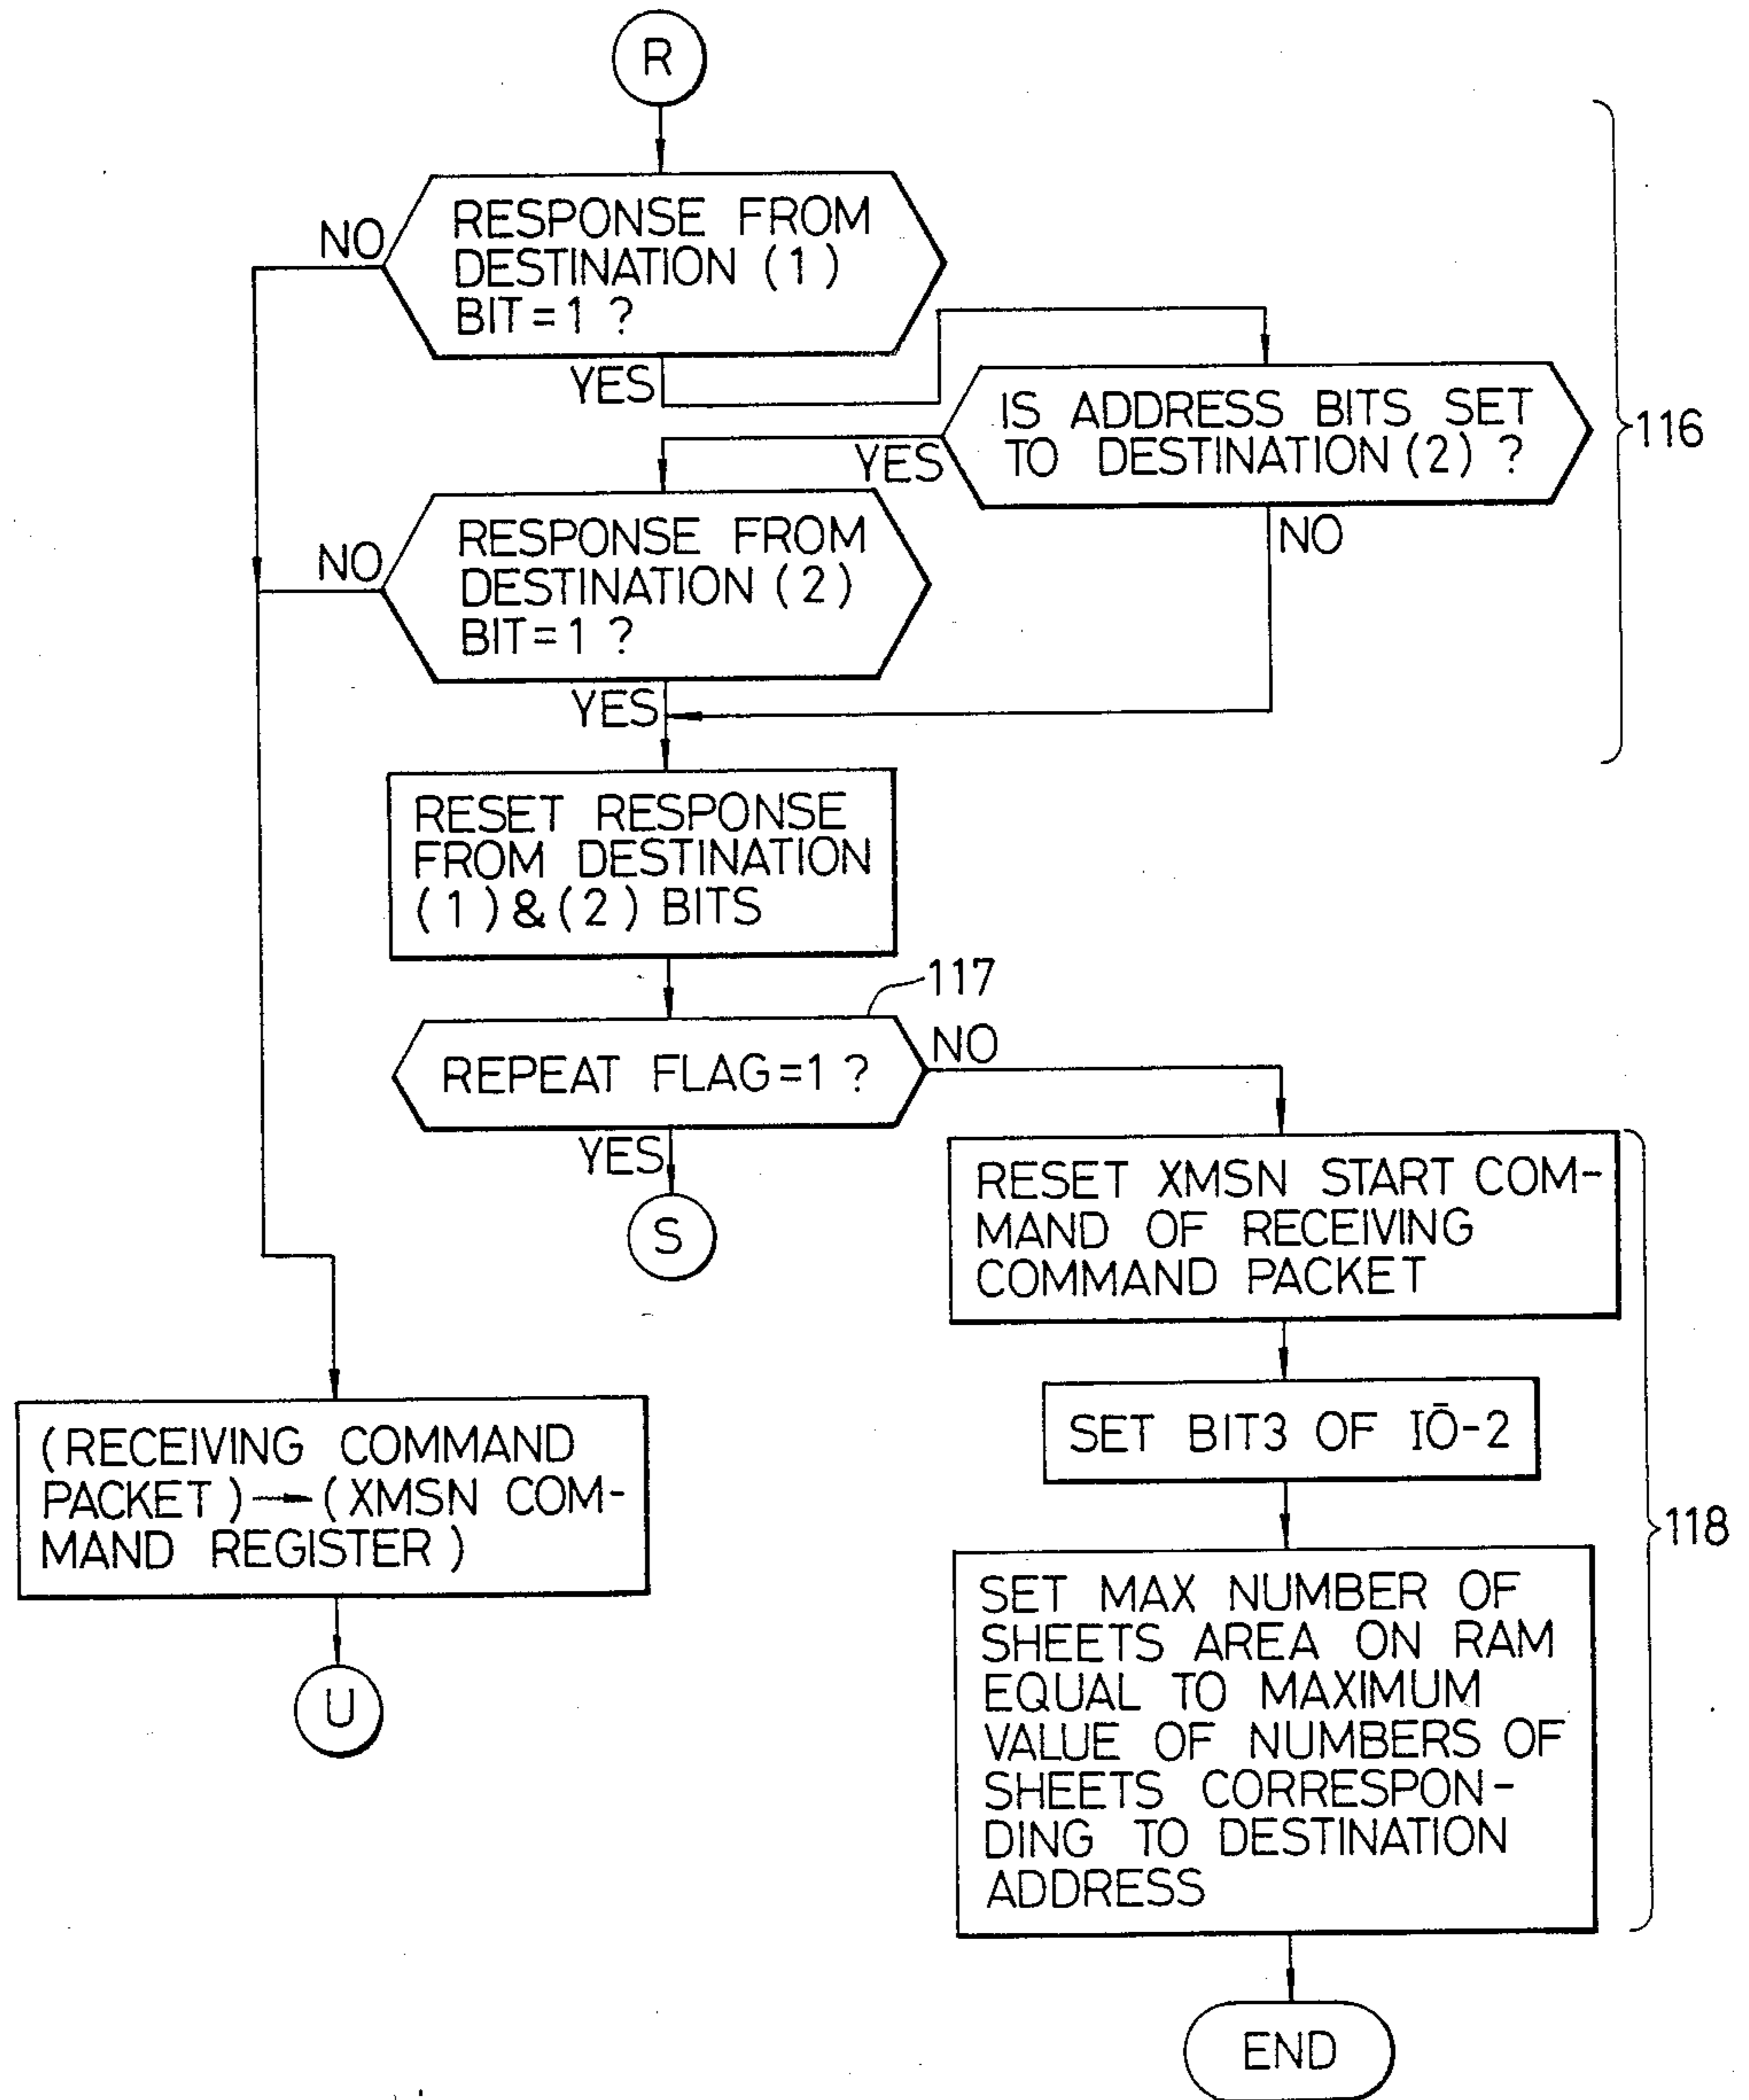 R
RESPONSE FROM
DESTINATION (1)
BIT=1 ?
NO
YES
IS ADDRESS BITS SET
TO DESTINATION (2) ?
116
YES
NO
RESPONSE FROM
DESTINATION (2)
BIT=1 ?
NO
YES
RESET RESPONSE
FROM DESTINATION
(1)&(2) BITS
117
REPEAT FLAG=1 ?
NO
YES
S
RESET XMSN START COM-
MAND OF RECEIVING
COMMAND PACKET
SET BIT3 OF IŌ-2
118
(RECEIVING COMMAND
PACKET)→(XMSN COM-
MAND REGISTER)
U
SET MAX NUMBER OF
SHEETS AREA ON RAM
EQUAL TO MAXIMUM
VALUE OF NUMBERS OF
SHEETS CORRESPON-
DING TO DESTINATION
ADDRESS
END